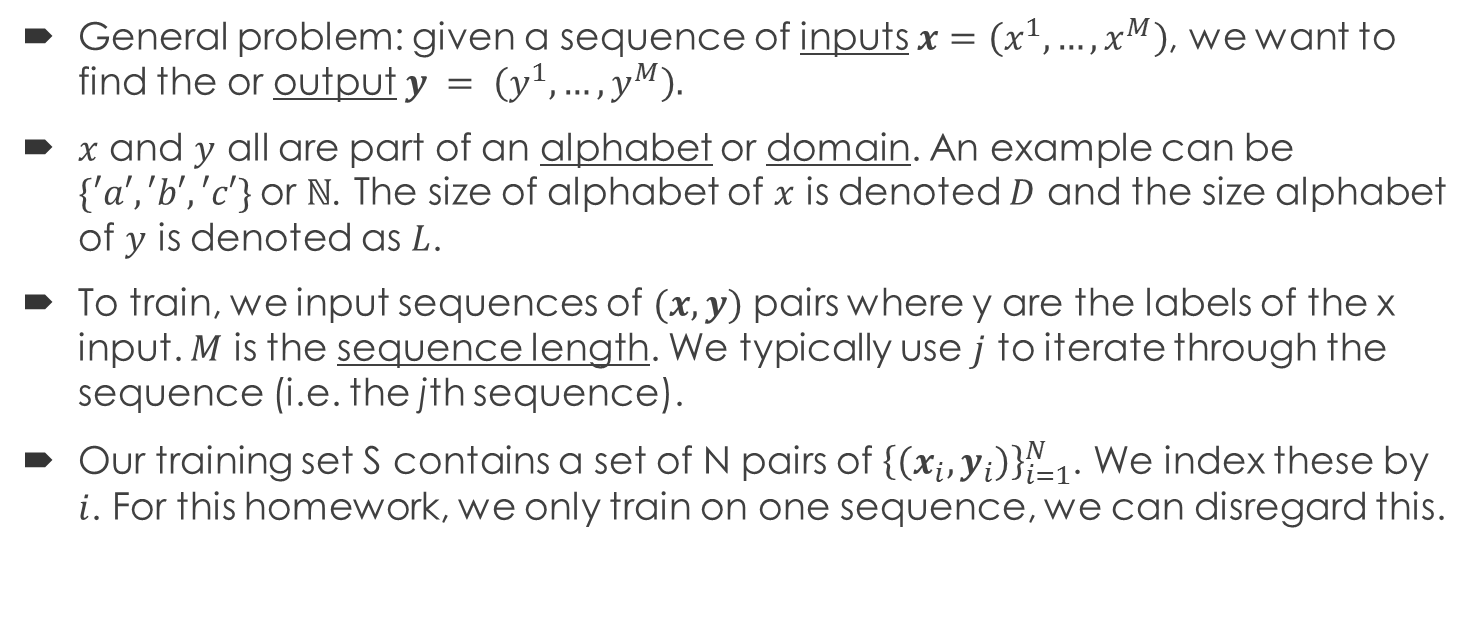 General problem: given a sequence of inputs 𝒙 = (x¹, …, xᴹ), we want to
find the or output 𝒚 = (y¹, …, yᴹ).
x and y all are part of an alphabet or domain. An example can be
{'a','b','c'} or ℕ. The size of alphabet of x is denoted D and the size alphabet
of y is denoted as L.
To train, we input sequences of (𝒙, 𝒚) pairs where y are the labels of the x
input. M is the sequence length. We typically use j to iterate through the
sequence (i.e. the jth sequence).
Our training set S contains a set of N pairs of {(𝒙ᵢ, 𝒚ᵢ)}ᵢ₌₁ᴺ. We index these by
i. For this homework, we only train on one sequence, we can disregard this.